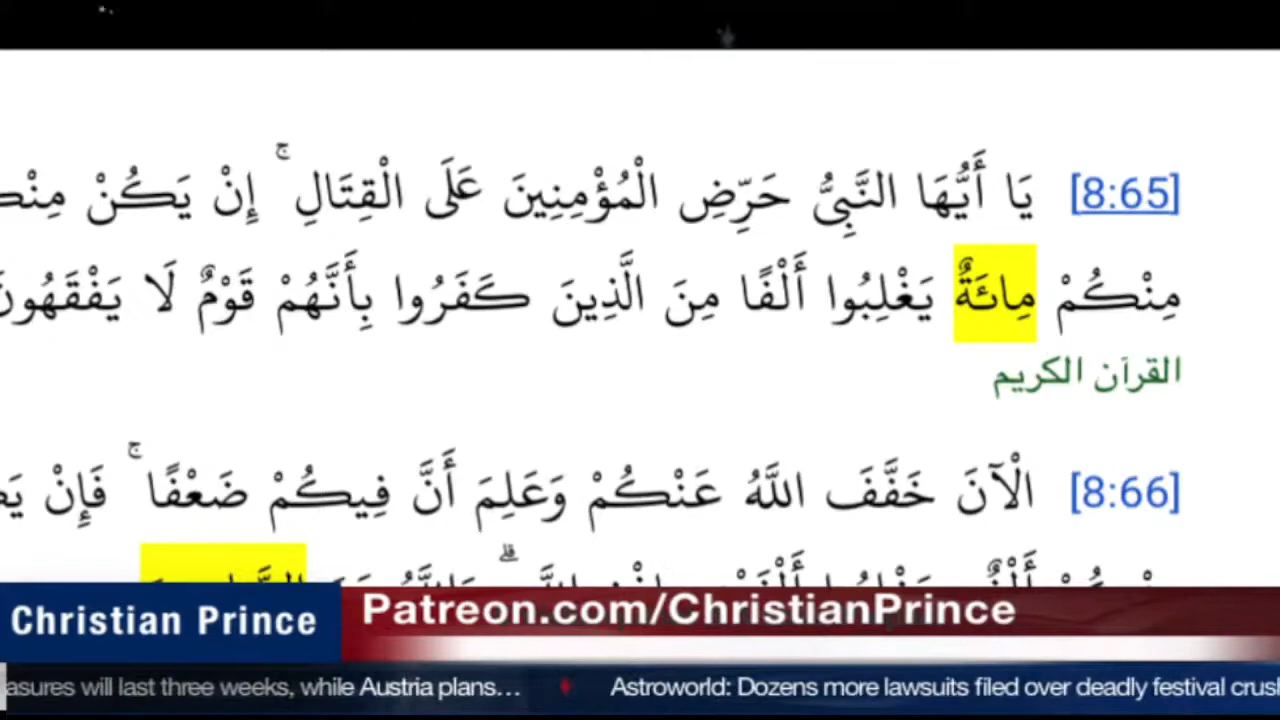 [8:65] يَا أَيُّهَا النَّبِيُّ حَرِّضِ الْمُؤْمِنِينَ عَلَى الْقِتَالِ ۚ إِنْ يَكُنْ
مِنْكُمْ مِائَةٌ يَغْلِبُوا أَلْفًا مِنَ الَّذِينَ كَفَرُوا بِأَنَّهُمْ قَوْمٌ لَا يَفْقَهُونَ
القرآن الكريم
[8:66] الْآنَ خَفَّفَ اللَّهُ عَنْكُمْ وَعَلِمَ أَنَّ فِيكُمْ ضَعْفًا ۚ فَإِنْ
Christian Prince
Patreon.com/ChristianPrince
asures will last three weeks, while Austria plans... Astroworld: Dozens more lawsuits filed over deadly festival crus